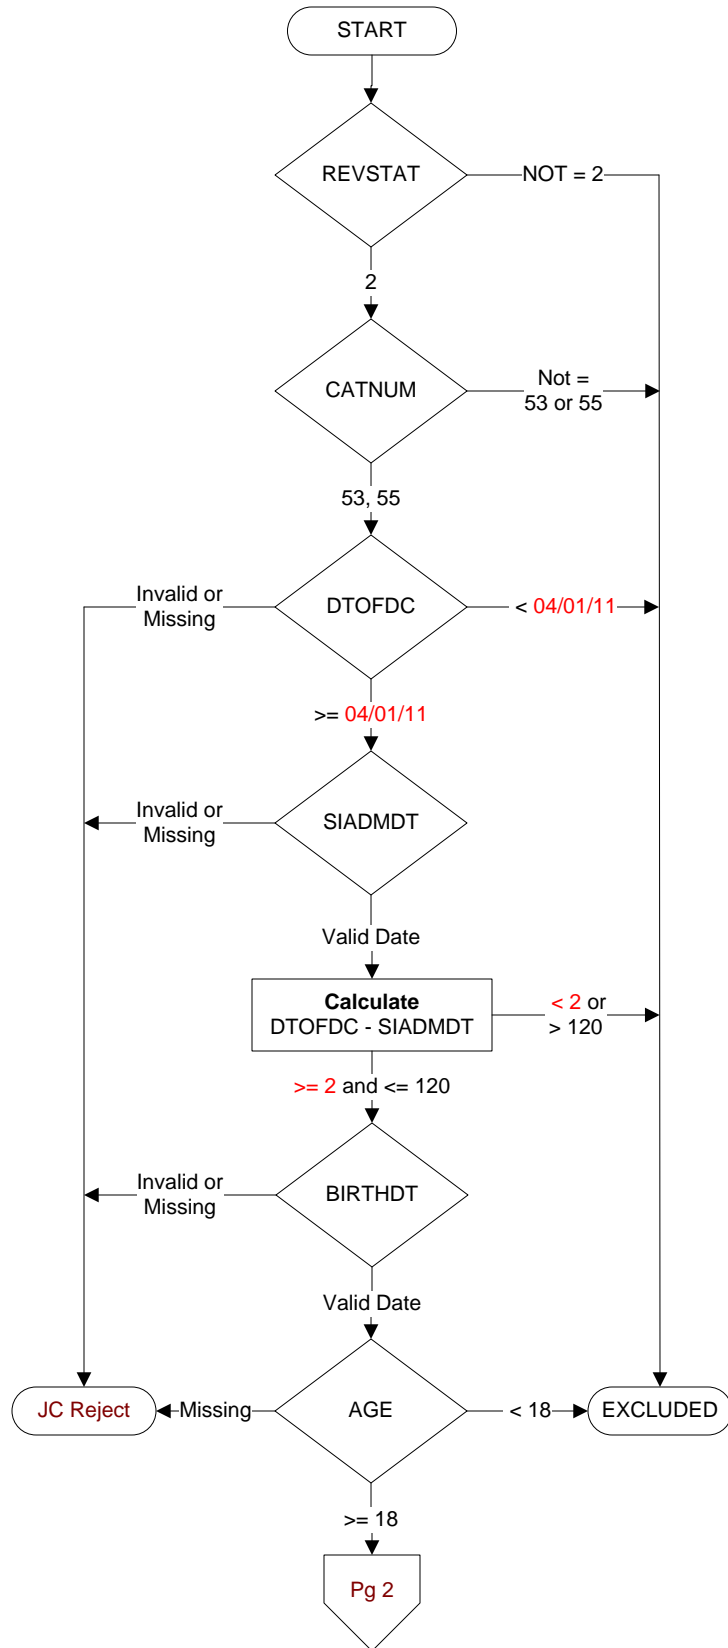 START
REVSTAT
NOT = 2
2
CATNUM
Not =
53 or 55
53, 55
Invalid or
Missing
DTOFDC
< 04/01/11
>= 04/01/11
Invalid or
Missing
SIADMDT
Valid Date
Calculate
DTOFDC - SIADMDT
< 2 or
> 120
>= 2 and <= 120
Invalid or
Missing
BIRTHDT
Valid Date
JC Reject
Missing
AGE
< 18
EXCLUDED
>= 18
Pg 2